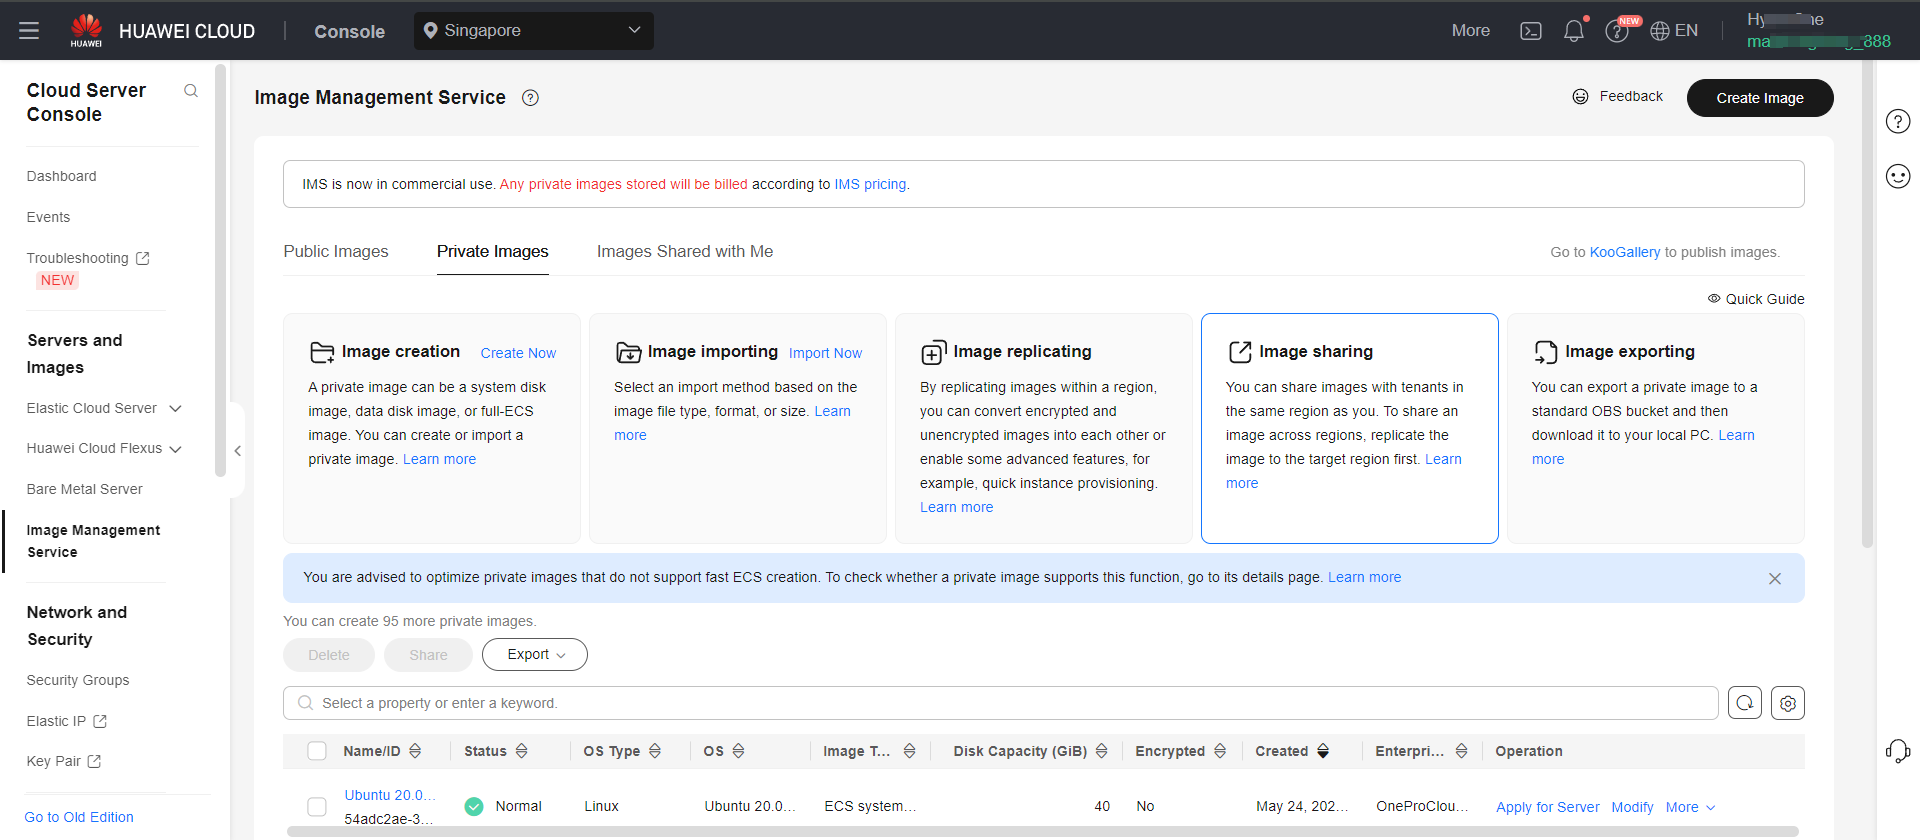 HUAWEI
HUAWEI CLOUD
Console
Singapore
More
NEW
EN
_888
Cloud Server
Console
Dashboard
Events
Troubleshooting
NEW
Servers and
Images
Elastic Cloud Server
Huawei Cloud Flexus
Bare Metal Server
Image Management
Service
Network and
Security
Security Groups
Elastic IP
Key Pair
Go to Old Edition
Image Management Service
Feedback
Create Image
IMS is now in commercial use. Any private images stored will be billed according to IMS pricing.
Public Images
Private Images
Images Shared with Me
Go to KooGallery to publish images.
Quick Guide
Image creation
Create Now
A private image can be a system disk
image, data disk image, or full-ECS
image. You can create or import a
private image. Learn more
Image importing
Import Now
Select an import method based on the
image file type, format, or size. Learn
more
Image replicating
By replicating images within a region,
you can convert encrypted and
unencrypted images into each other or
enable some advanced features, for
example, quick instance provisioning.
Learn more
Image sharing
You can share images with tenants in
the same region as you. To share an
image across regions, replicate the
image to the target region first. Learn
more
Image exporting
You can export a private image to a
standard OBS bucket and then
download it to your local PC. Learn
more
You are advised to optimize private images that do not support fast ECS creation. To check whether a private image supports this function, go to its details page. Learn more
You can create 95 more private images.
Delete
Share
Export
Select a property or enter a keyword.
Name/ID
Status
OS Type
OS
Image T...
Disk Capacity (GiB)
Encrypted
Created
Enterpri...
Operation
Ubuntu 20.0...
54adc2ae-3...
Normal
Linux
Ubuntu 20.0...
ECS system...
40
No
May 24, 202...
OneProClou...
Apply for Server
Modify
More